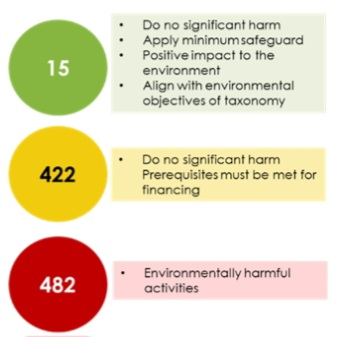 15
• Do no significant harm
• Apply minimum safeguard
• Positive impact to the
environment
• Align with environmental
objectives of taxonomy
422
• Do no significant harm
Prerequisites must be met for
financing
482
• Environmentally harmful
activities